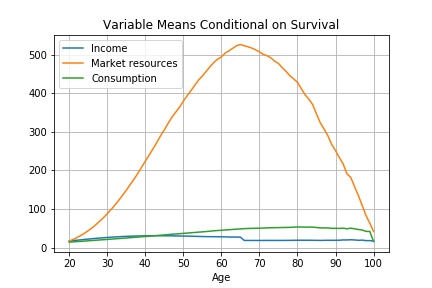 Variable Means Conditional on Survival
Income
Market resources
Consumption
500
400
300
200
100
0
20 30 40 50 60 70 80 90 100
Age